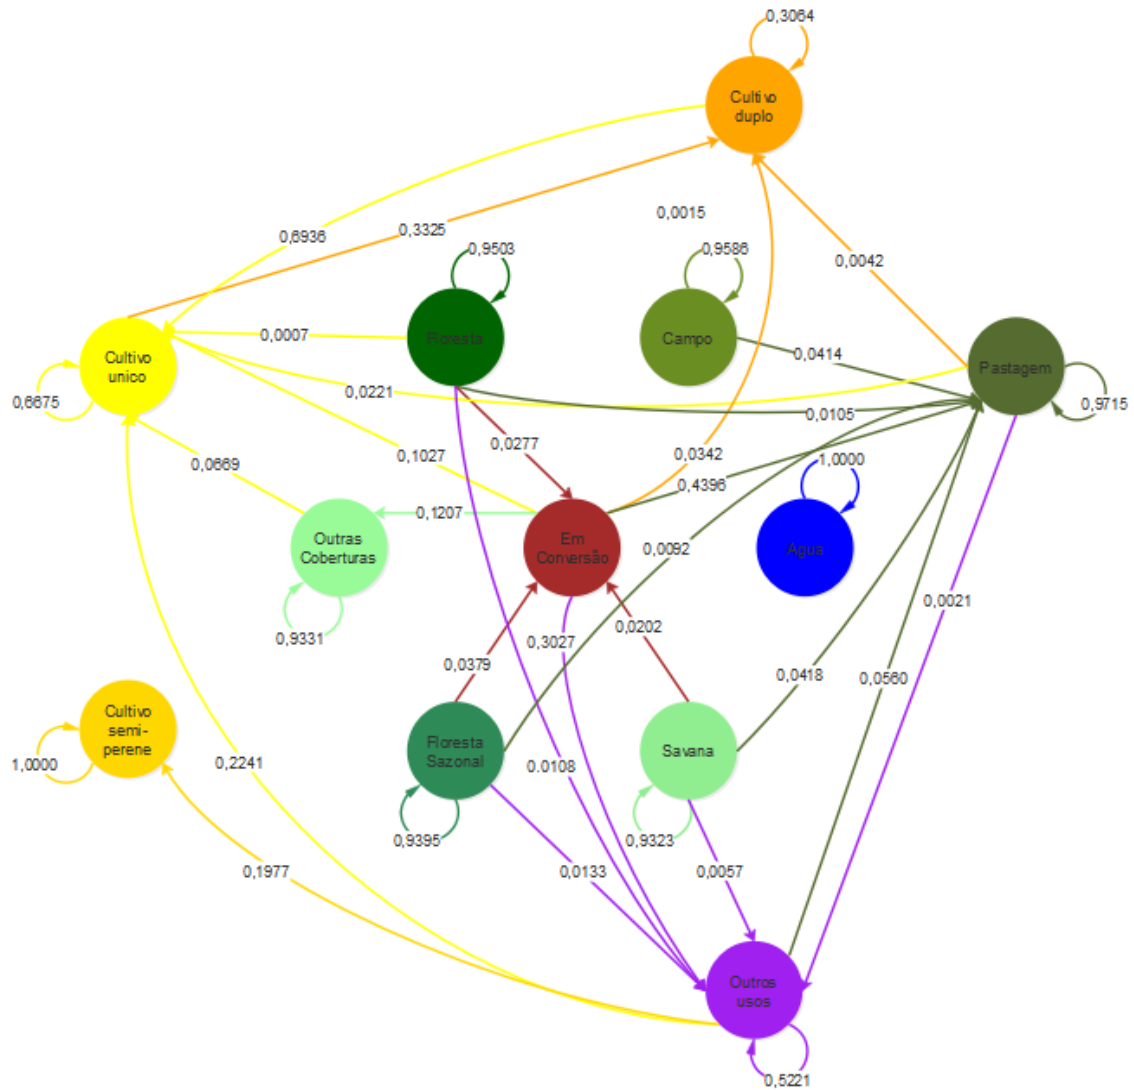 0,3064
Cultivo
duplo
0,0015
0,6936
0,3325
0,9503
0,9586
0,0042
Floresta
Campo
0,0007
0,0414
Cultivo
unico
Pastagem
0,6675
0,0221
0,0105
0,9715
0,0277
0,0342
0,1027
0,0669
1,0000
0,4396
0,1207
Outras
Coberturas
Em
Conversão
Agua
0,0092
0,0021
0,9331
0,0202
0,3027
0,0379
0,0418
0,0560
Cultivo
semi-
perene
Floresta
Sazonal
Savana
1,0000
0,2241
0.0108
0,9395
0,9323
0,1977
0,0133
0,0057
Outros
usos
0,5221